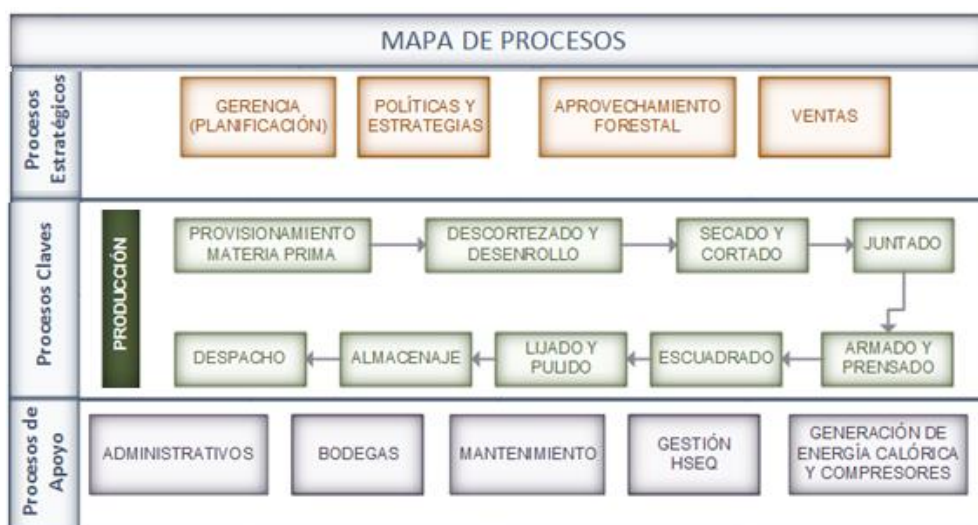 MAPA DE PROCESOS
Procesos
Estratégicos
GERENCIA
(PLANIFICACIÓN)
POLÍTICAS Y
ESTRATEGIAS
APROVECHAMIENTO
FORESTAL
VENTAS
Procesos Claves
PRODUCCIÓN
PROVISIONAMIENTO
MATERIA PRIMA
DESCORTEZADO Y
DESENROLLO
SECADO Y
CORTADO
JUNTADO
DESPACHO
ALMACENAJE
LIJADO Y
PULIDO
ESCUADRADO
ARMADO Y
PRENSADO
Procesos de
Apoyo
ADMINISTRATIVOS
BODEGAS
MANTENIMIENTO
GESTIÓN
HSEQ
GENERACIÓN DE
ENERGÍA CALÓRICA
Y COMPRESORES